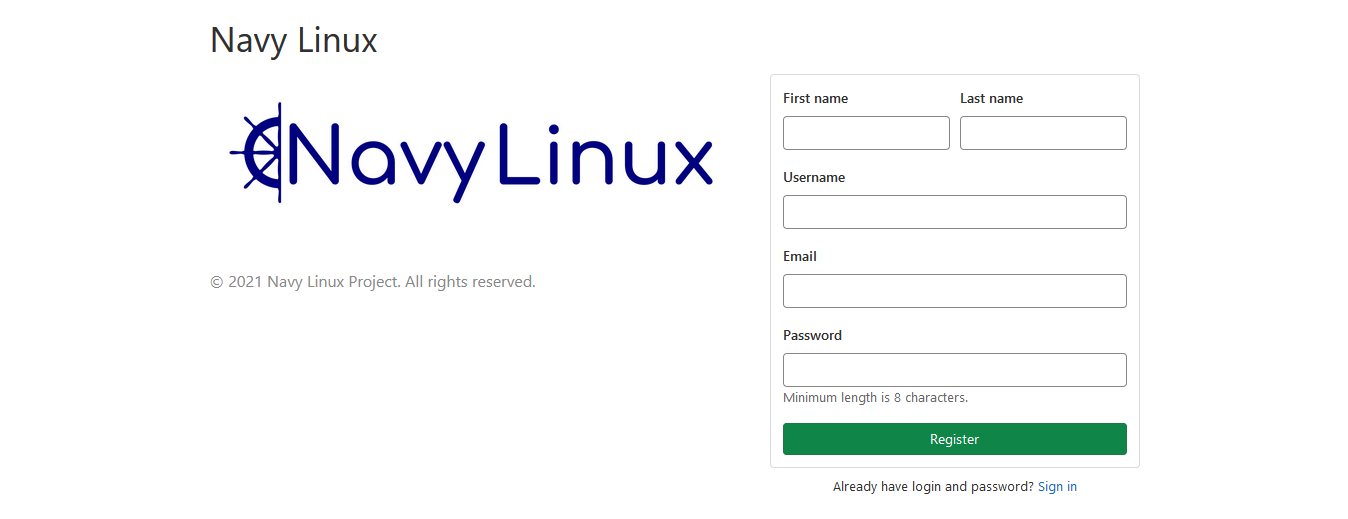 Navy Linux
NavyLinux
© 2021 Navy Linux Project. All rights reserved.
First name Last name
Username
Email
Password
Minimum length is 8 characters.
Register
Already have login and password? Sign in